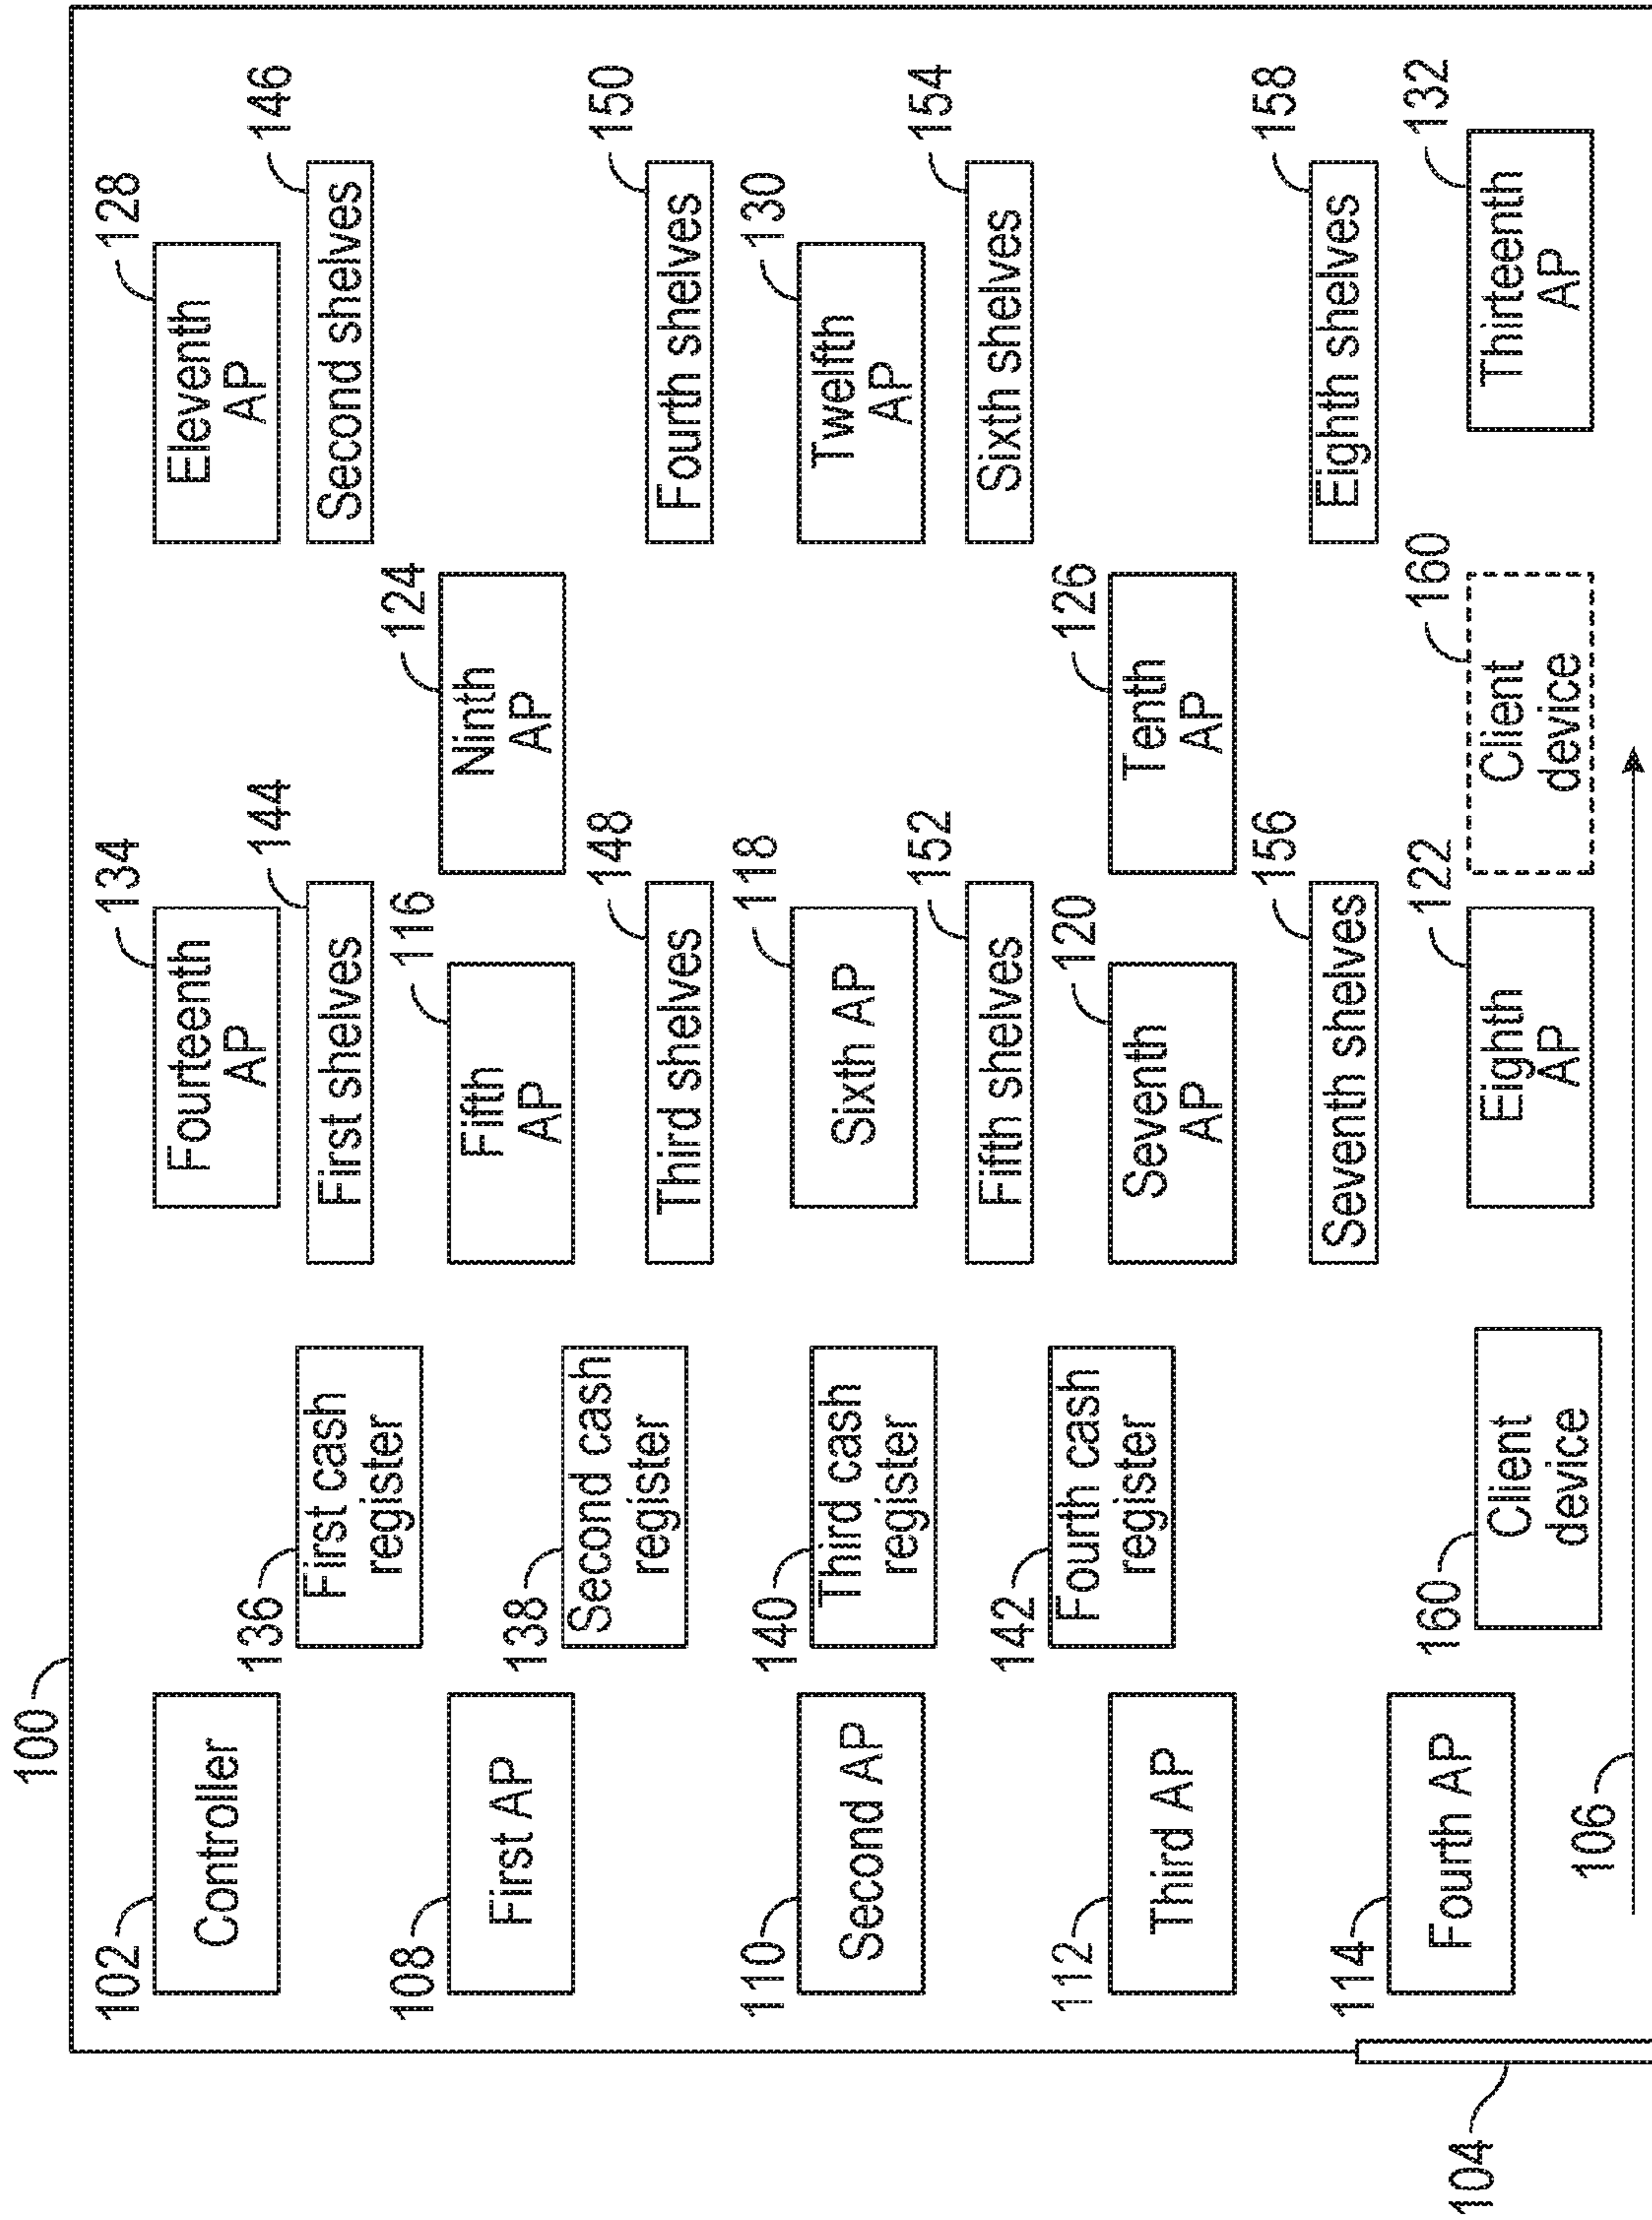 100
102
Controller
134
Fourteenth
AP
128
Eleventh
AP
136
First cash
register
144
First shelves
146
Second shelves
108
First AP
116
Fifth
AP
124
Ninth
AP
138
Second cash
register
148
Third shelves
150
Fourth shelves
110
Second AP
140
Third cash
register
118
Sixth AP
130
Twelfth
AP
152
Fifth shelves
154
Sixth shelves
112
Third AP
142
Fourth cash
register
120
Seventh
AP
126
Tenth
AP
156
Seventh shelves
158
Eighth shelves
114
Fourth AP
160
Client
device
122
Eighth
AP
160
Client
device
132
Thirteenth
AP
104
106